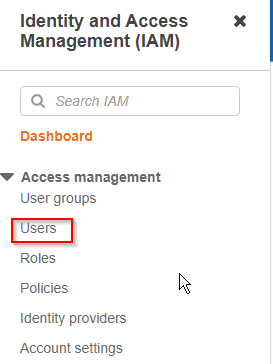 Identity and Access
Management (IAM)
Search IAM
Dashboard
Access management
User groups
Users
Roles
Policies
Identity providers
Account settings